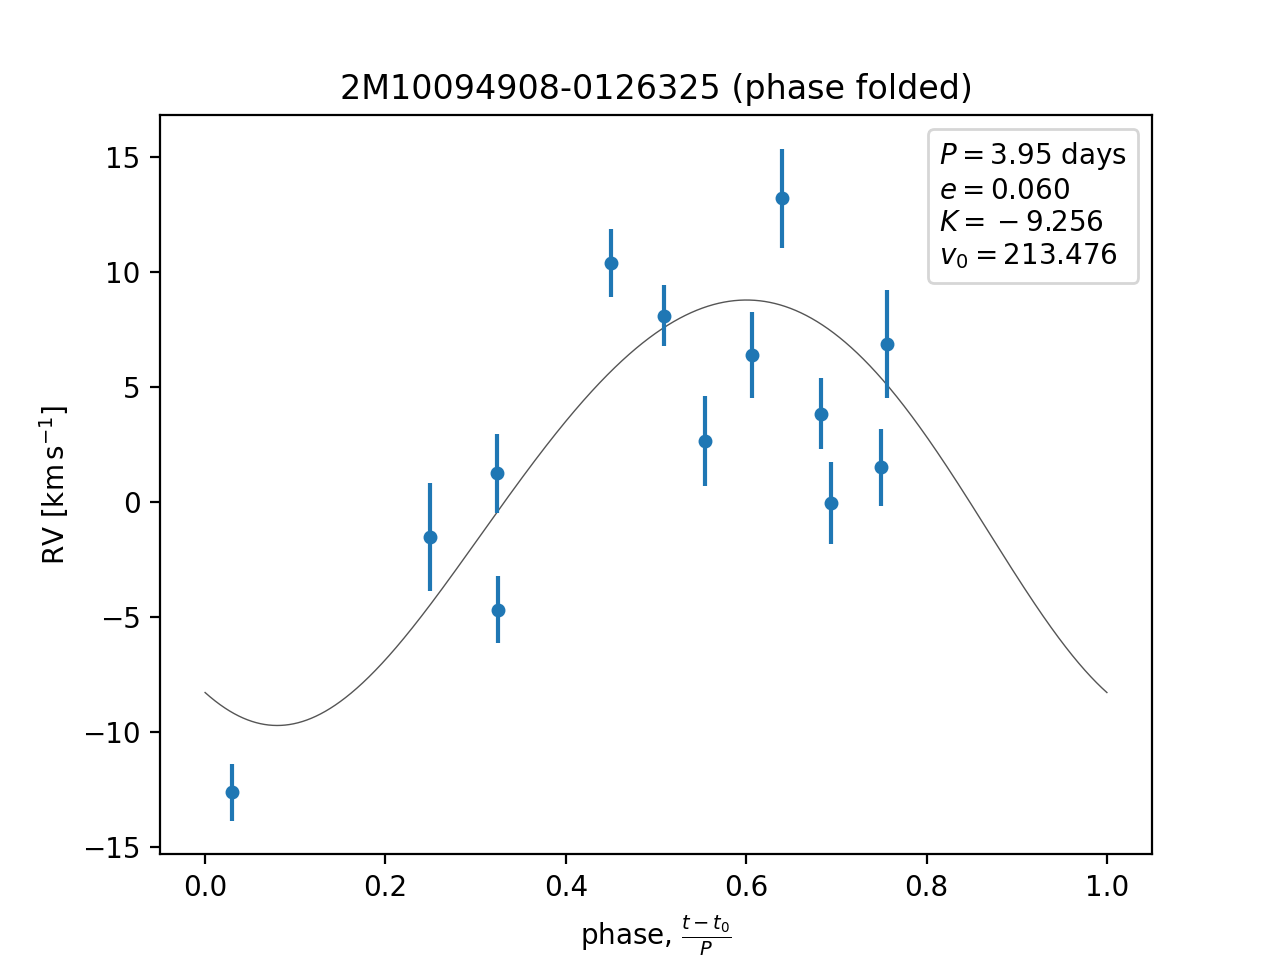 2M10094908-0126325 (phase folded)
P = 3.95 days
e = 0.060
K = −9.256
v₀ = 213.476
15
10
5
0
−5
−10
−15
RV [km s⁻¹]
0.0 0.2 0.4 0.6 0.8 1.0
phase, (t − t₀)/P